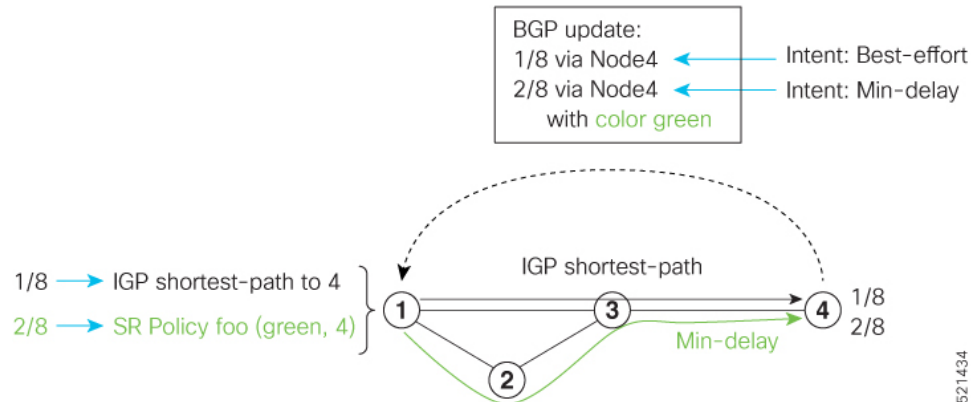 BGP update:
1/8 via Node4
Intent: Best-effort
2/8 via Node4
Intent: Min-delay
with color green
IGP shortest-path
1/8
IGP shortest-path to 4
2/8
SR Policy foo (green, 4)
1
3
4
1/8
2/8
Min-delay
2
521434